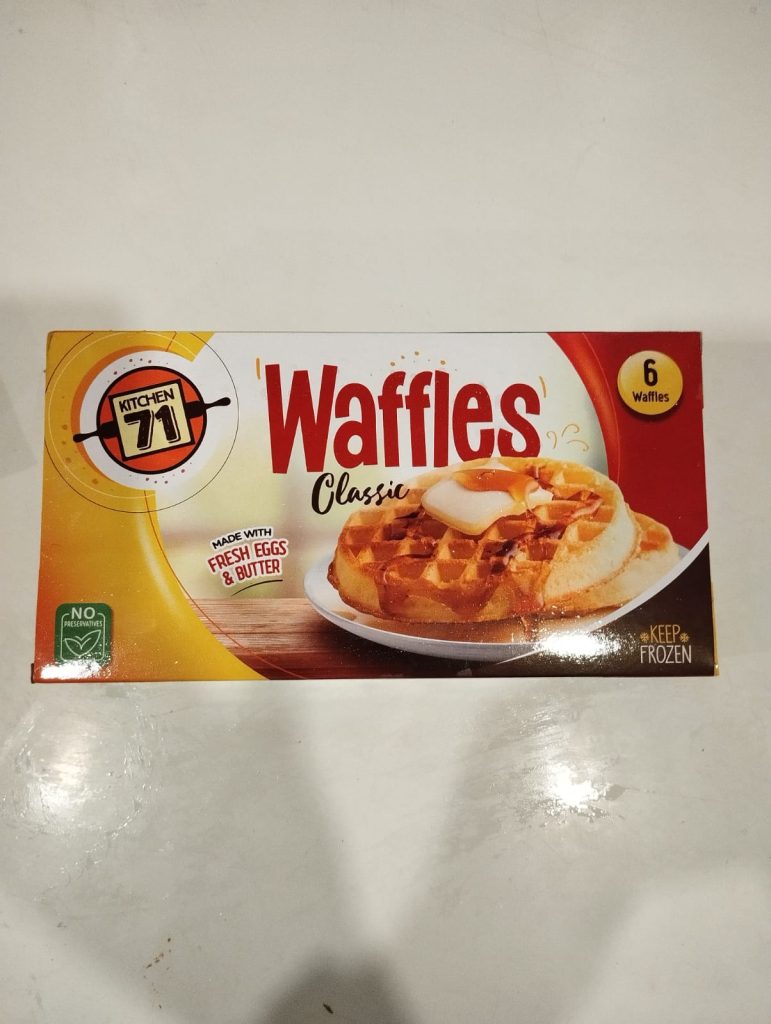 KITCHEN
71
Waffles
Classic
6
Waffles
MADE WITH
FRESH EGGS
& BUTTER
NO
PRESERVATIVES
KEEP
FROZEN